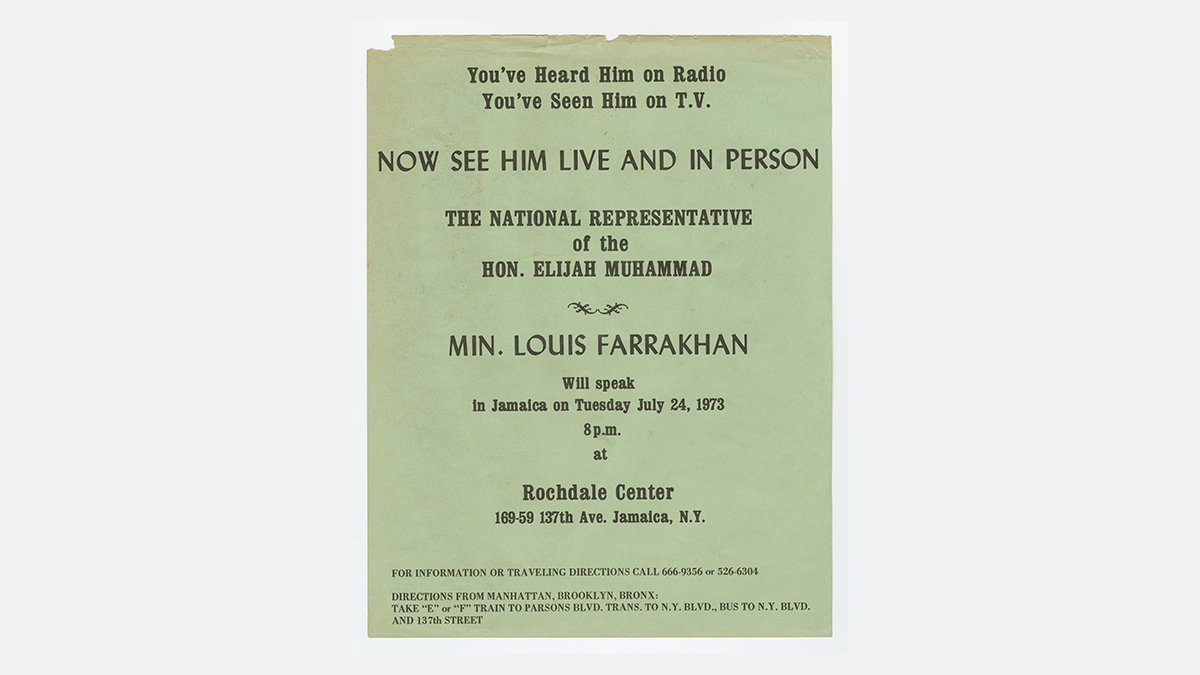 You've Heard Him on Radio
You've Seen Him on T.V.
NOW SEE HIM LIVE AND IN PERSON
THE NATIONAL REPRESENTATIVE
of the
HON. ELIJAH MUHAMMAD
MIN. LOUIS FARRAKHAN
Will speak
in Jamaica on Tuesday July 24, 1973
8 p.m.
at
Rochdale Center
169-59 137th Ave. Jamaica, N.Y.
FOR INFORMATION OR TRAVELING DIRECTIONS CALL 666-9356 or 526-6304
DIRECTIONS FROM MANHATTAN, BROOKLYN, BRONX:
TAKE "E" or "F" TRAIN TO PARSONS BLVD. TRANS. TO N.Y. BLVD., BUS TO N.Y. BLVD.
AND 137th STREET